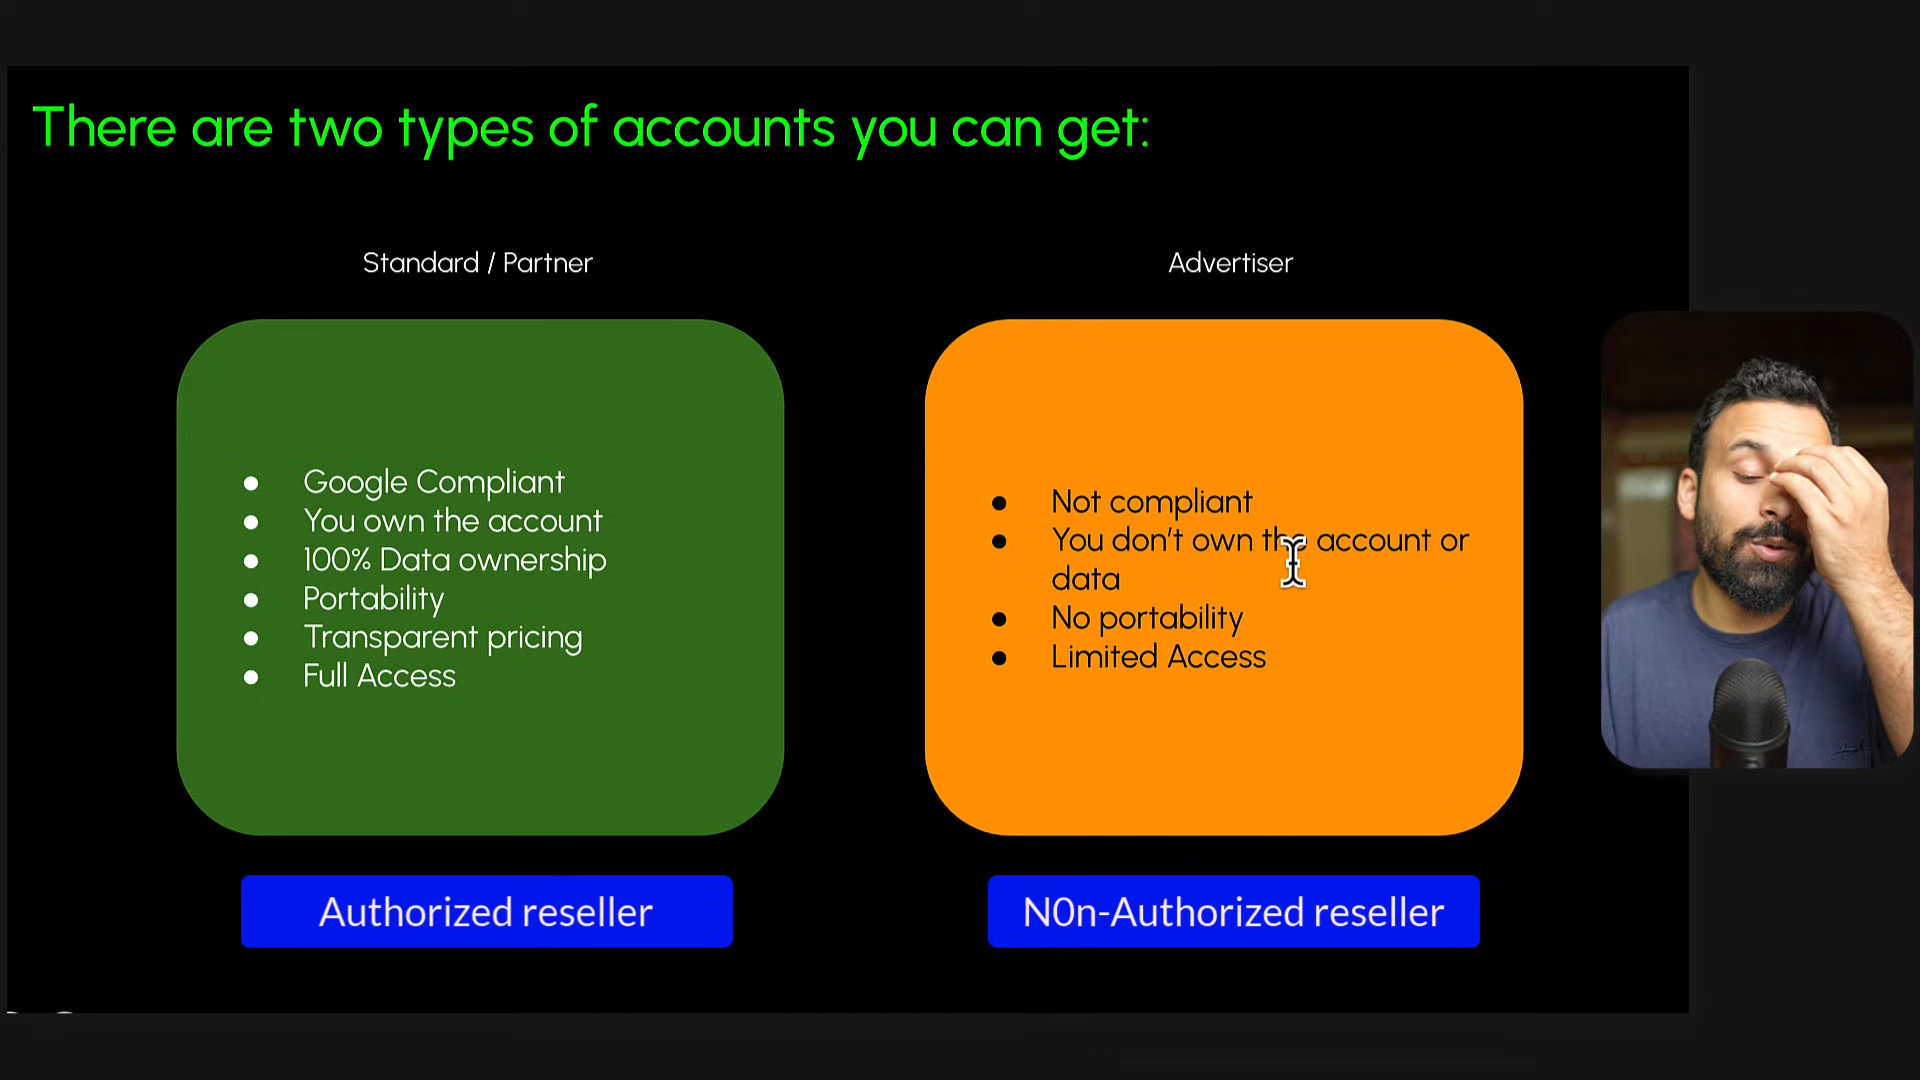 There are two types of accounts you can get:
Standard / Partner
Google Compliant
You own the account
100% Data ownership
Portability
Transparent pricing
Full Access
Authorized reseller
Advertiser
Not compliant
You don't own the account or
data
No portability
Limited Access
N0n-Authorized reseller